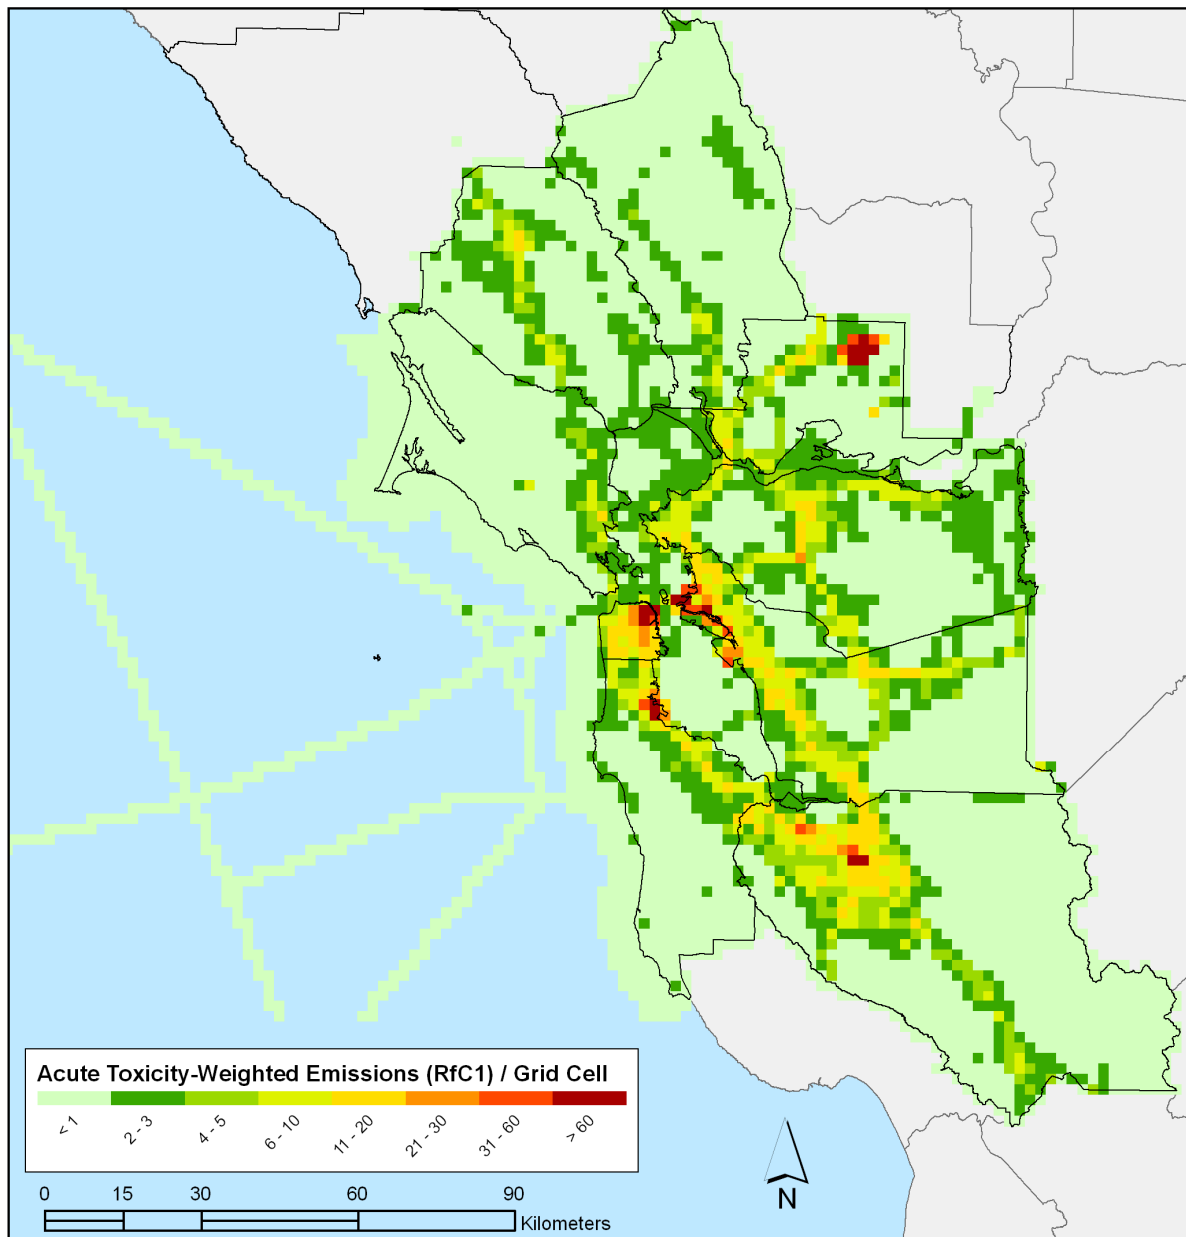 Acute Toxicity-Weighted Emissions (RfC1) / Grid Cell
< 1 2 - 3 4 - 5 6 - 10 11 - 20 21 - 30 31 - 60 > 60
0 15 30 60 90
Kilometers
N